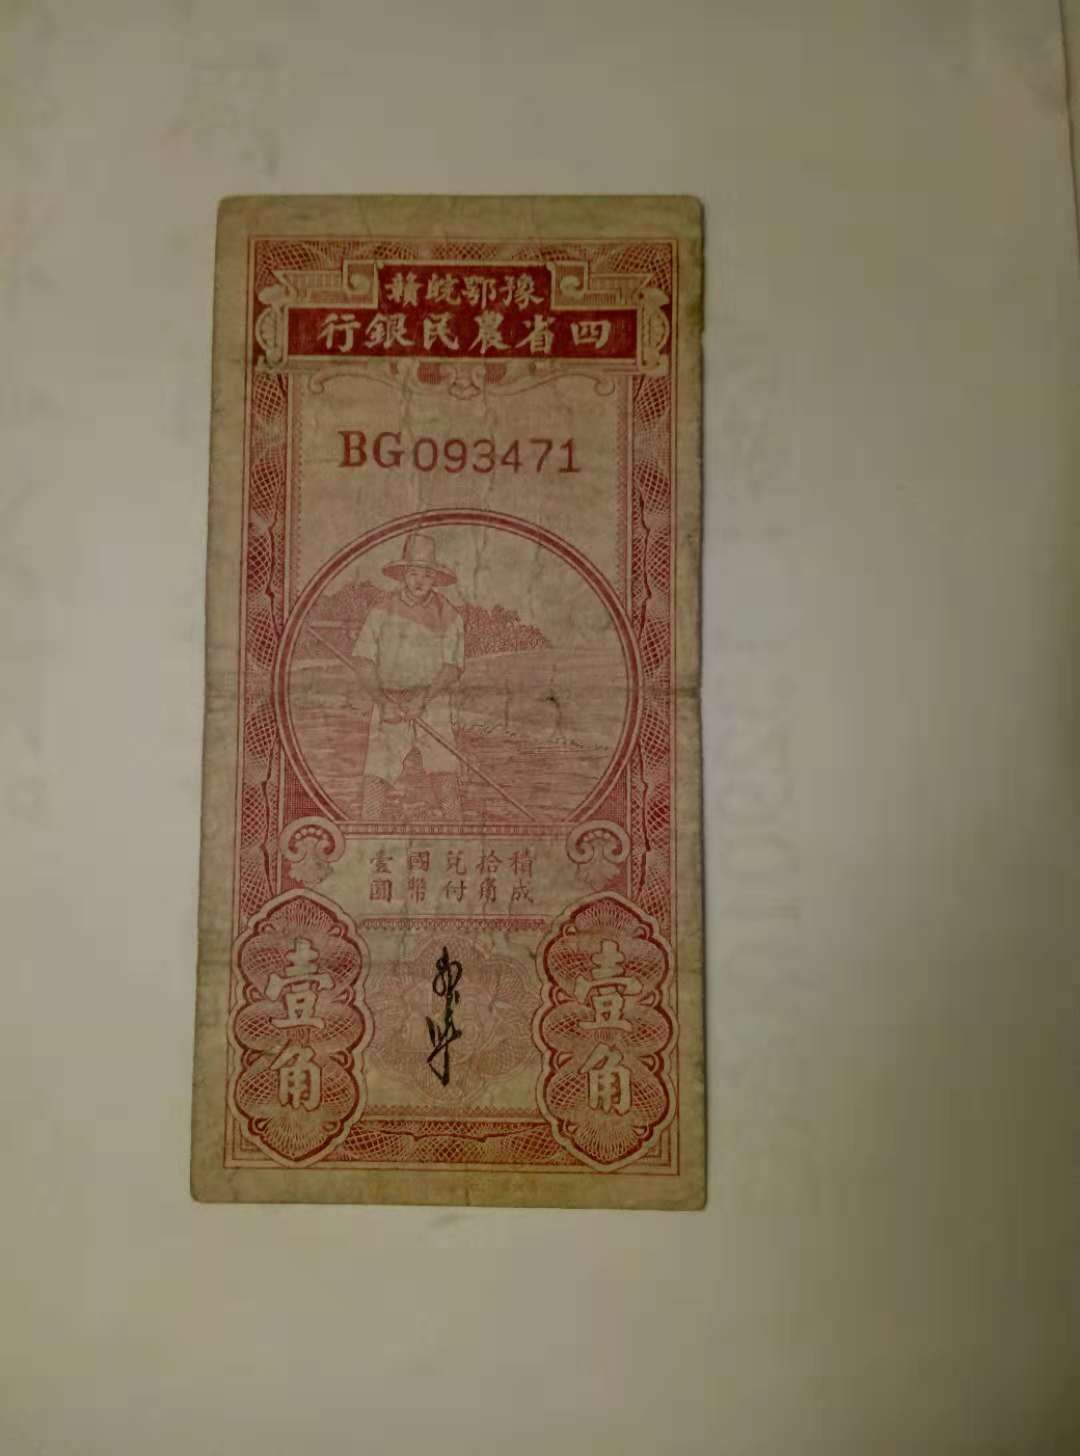 豫鄂皖贛
四省農民銀行
BG093471
積成拾角兌付國幣壹圓
壹角
壹角